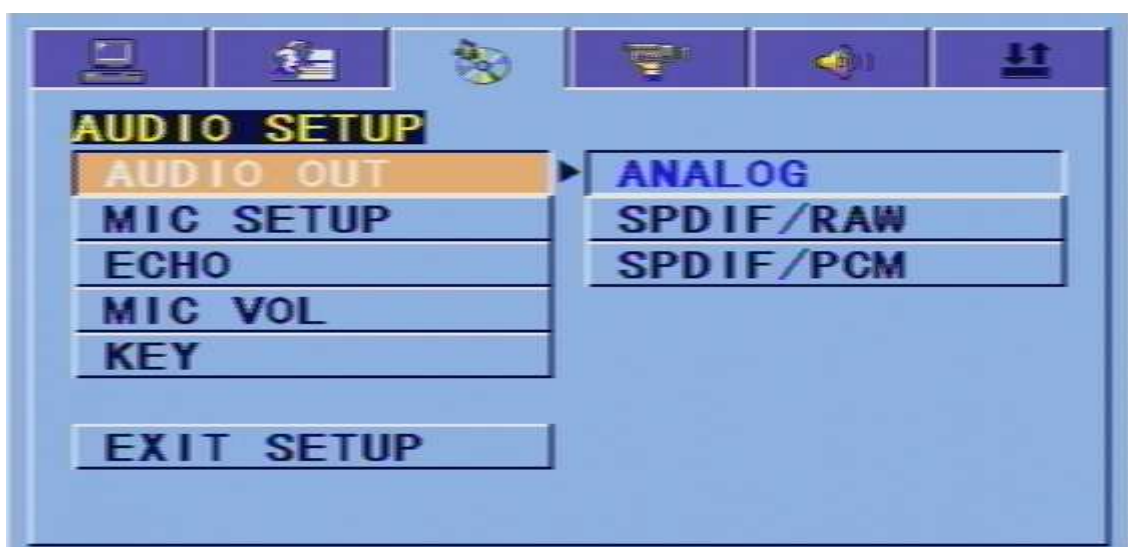 AUDIO SETUP
AUDIO OUT
MIC SETUP
ECHO
MIC VOL
KEY
EXIT SETUP
ANALOG
SPDIF/RAW
SPDIF/PCM